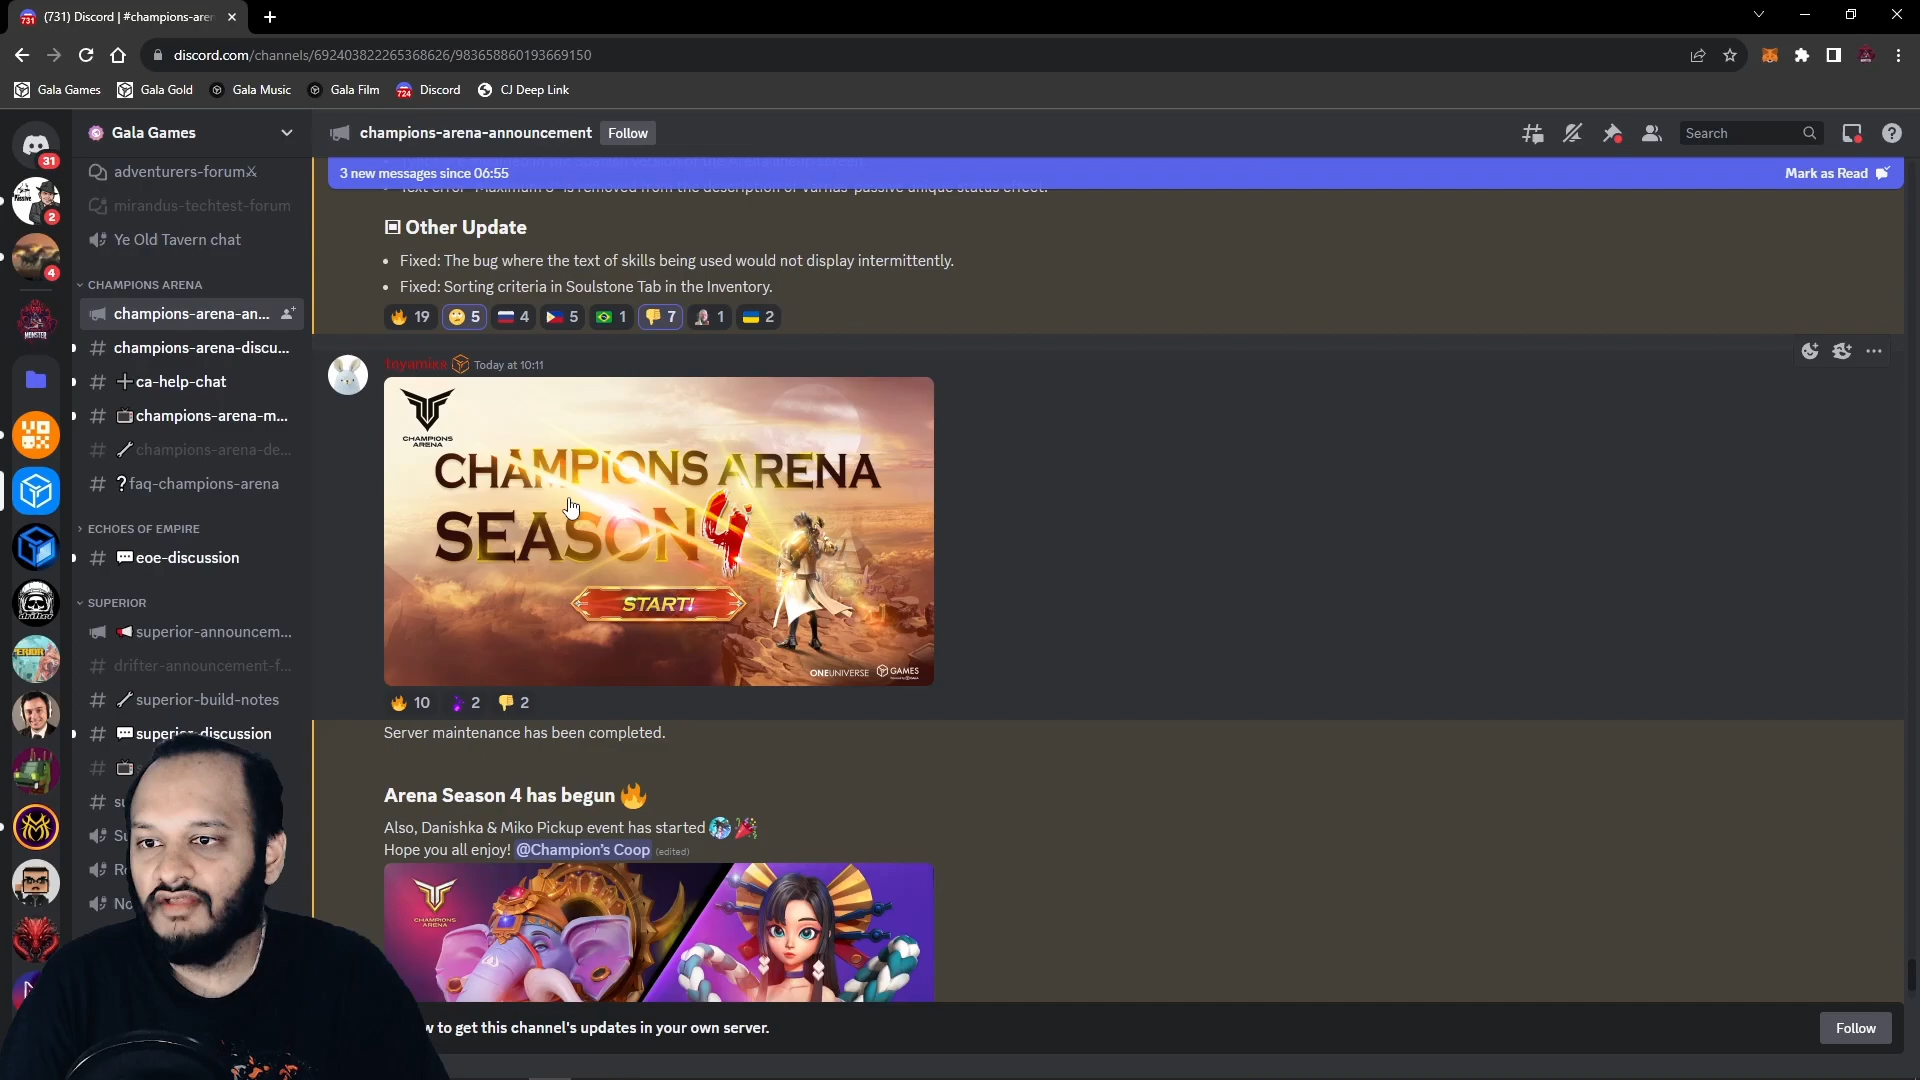 (731) Discord | #champions-aren
discord.com/channels/692403822265368626/983658860193669150
Gala Games
Gala Gold
Gala Music
Gala Film
724
Discord
CJ Deep Link
Gala Games
champions-arena-announcement
Follow
Search
3 new messages since 06:55
Mark as Read
31
2
4
MONSTER
adventurers-forum
mirandus-techtest-forum
Ye Old Tavern chat
CHAMPIONS ARENA
champions-arena-an...
champions-arena-discu...
ca-help-chat
champions-arena-m...
champions-arena-de...
faq-champions-arena
ECHOES OF EMPIRE
eoe-discussion
SUPERIOR
superior-announcem...
drifter-announcement-f...
superior-build-notes
superior-discussion
Other Update
• Fixed: The bug where the text of skills being used would not display intermittently.
• Fixed: Sorting criteria in Soulstone Tab in the Inventory.
19 5 4 5 1 7 1 2
toyamika Today at 10:11
CHAMPIONS
ARENA
CHAMPIONS ARENA
SEASON 4
START!
ONEUNIVERSE GAMES
10 2 2
Server maintenance has been completed.
Arena Season 4 has begun
Also, Danishka & Miko Pickup event has started
Hope you all enjoy! @Champion's Coop (edited)
CHAMPIONS
ARENA
to get this channel's updates in your own server.
Follow